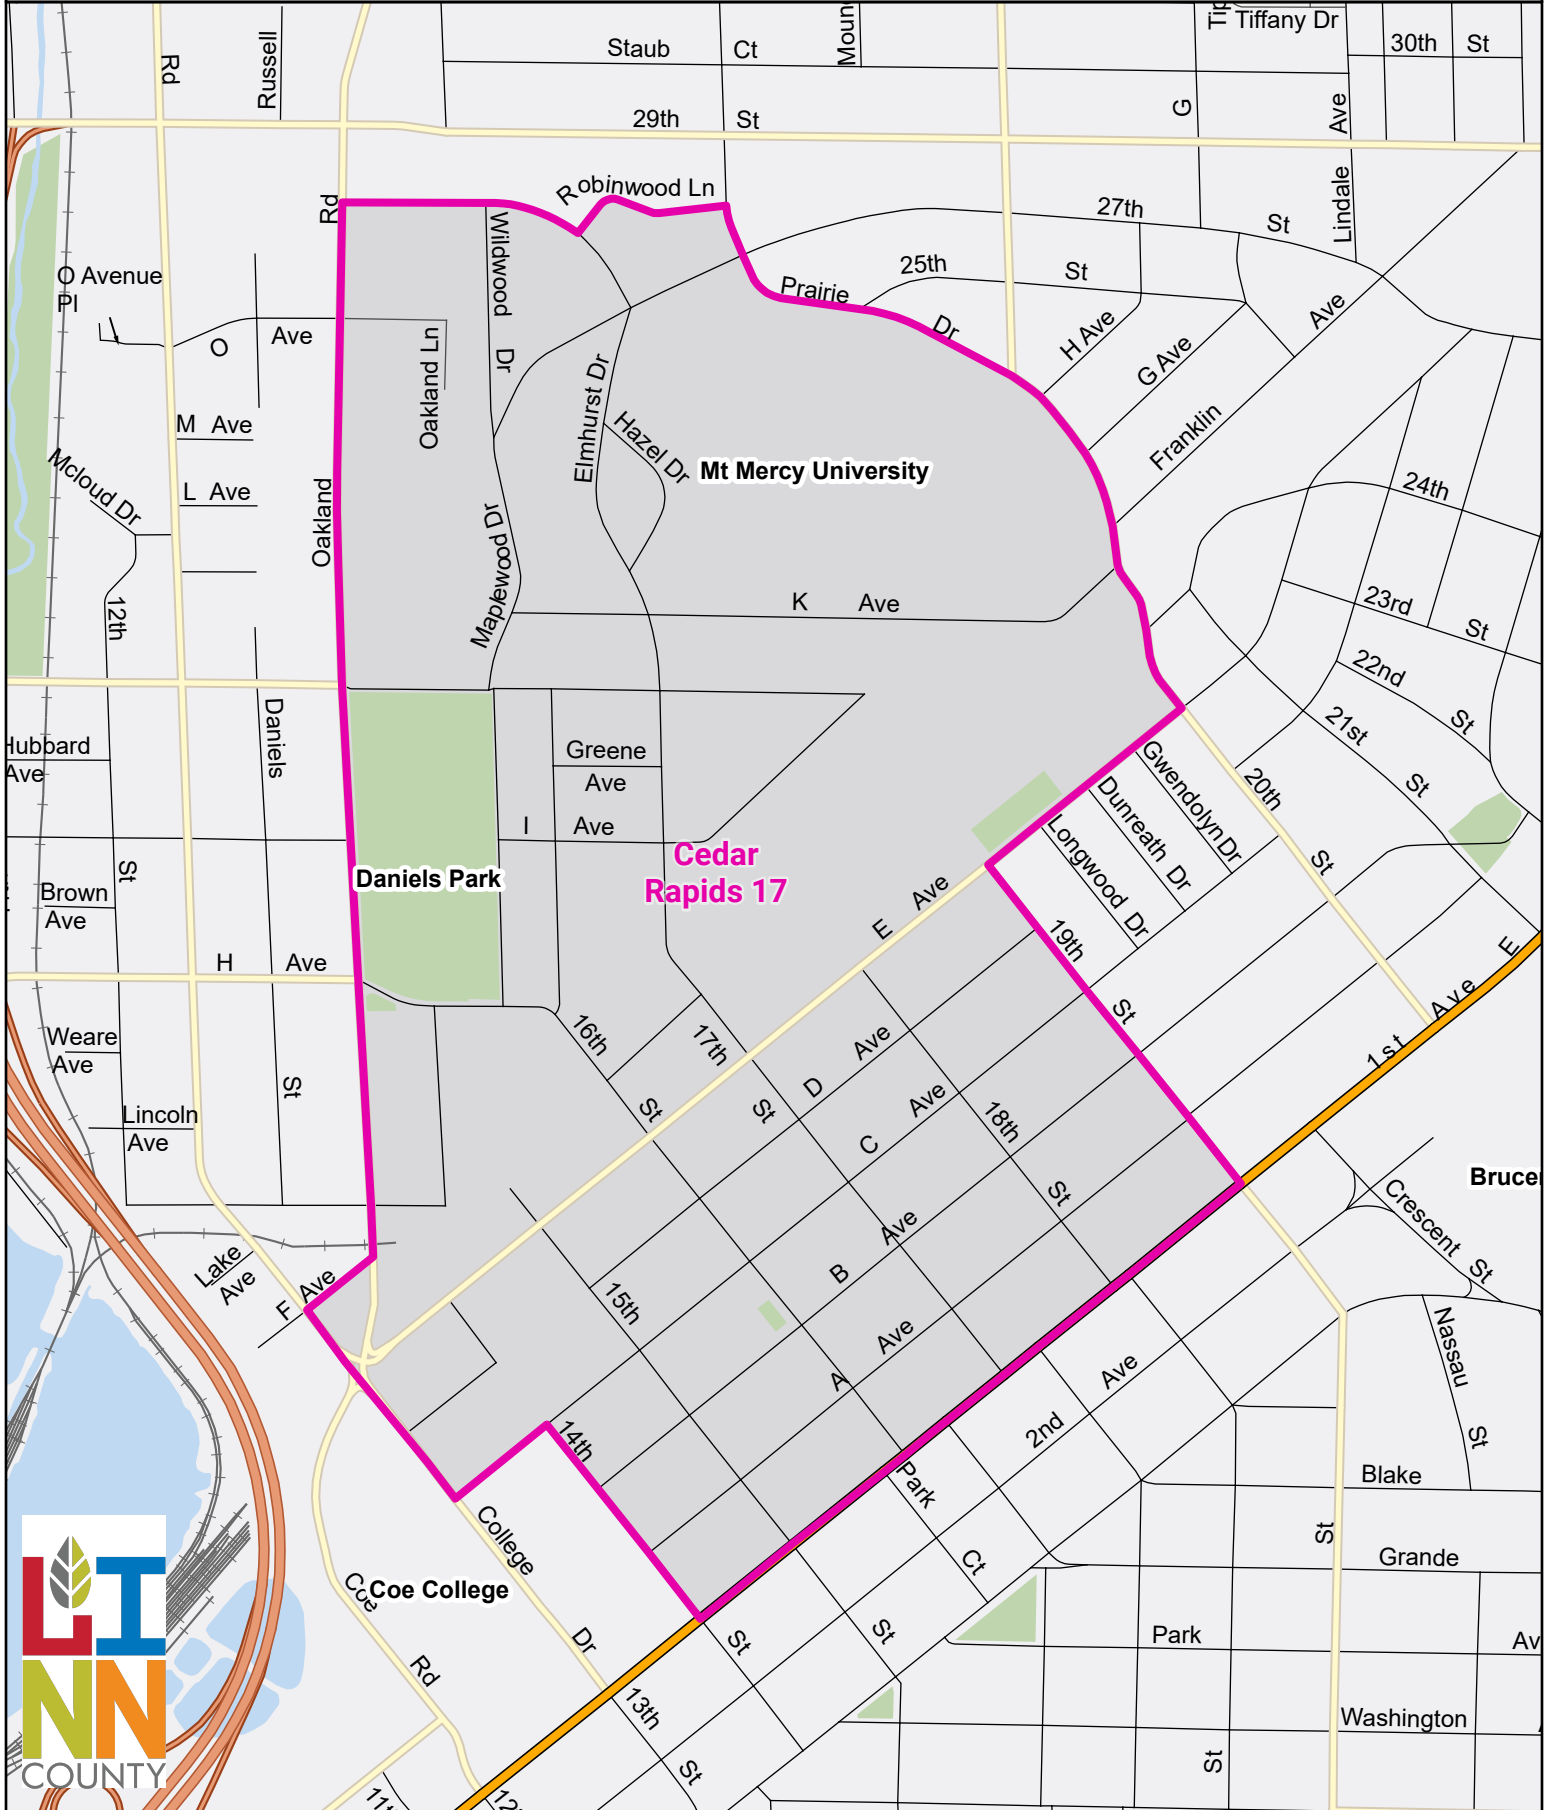 Rd
Russell
Staub Ct
Moun
Tip
Tiffany Dr
30th St
29th St
G
Lindale Ave
Rd
Robinwood Ln
27th St
O Avenue
Pl
Wildwood Dr
25th St
Prairie Dr
O Ave
Oakland Ln
H Ave
G Ave
Franklin Ave
M Ave
Elmhurst Dr
Hazel Dr
Mt Mercy University
Mcloud Dr
L Ave
Oakland
Maplewood Dr
24th
12th
K Ave
23rd St
22nd St
Daniels
21st St
Hubbard
Ave
Greene
Ave
Gwendolyn Dr
Dunreath Dr
Longwood Dr
20th St
I Ave
Cedar
Rapids 17
St
Daniels Park
Brown
Ave
E Ave
19th St
H Ave
1st Ave E
Weare
Ave
16th St
17th St
D Ave
C Ave
18th St
St
Lincoln
Ave
Brucer
Crescent St
B Ave
Lake
Ave
F Ave
15th
A Ave
Nassau St
2nd Ave
14th
Park Ct
Blake
College Dr
St
Grande
Coe Rd
Coe College
St
St
Park Av
13th St
Washington
St
11th
12
LINN
COUNTY